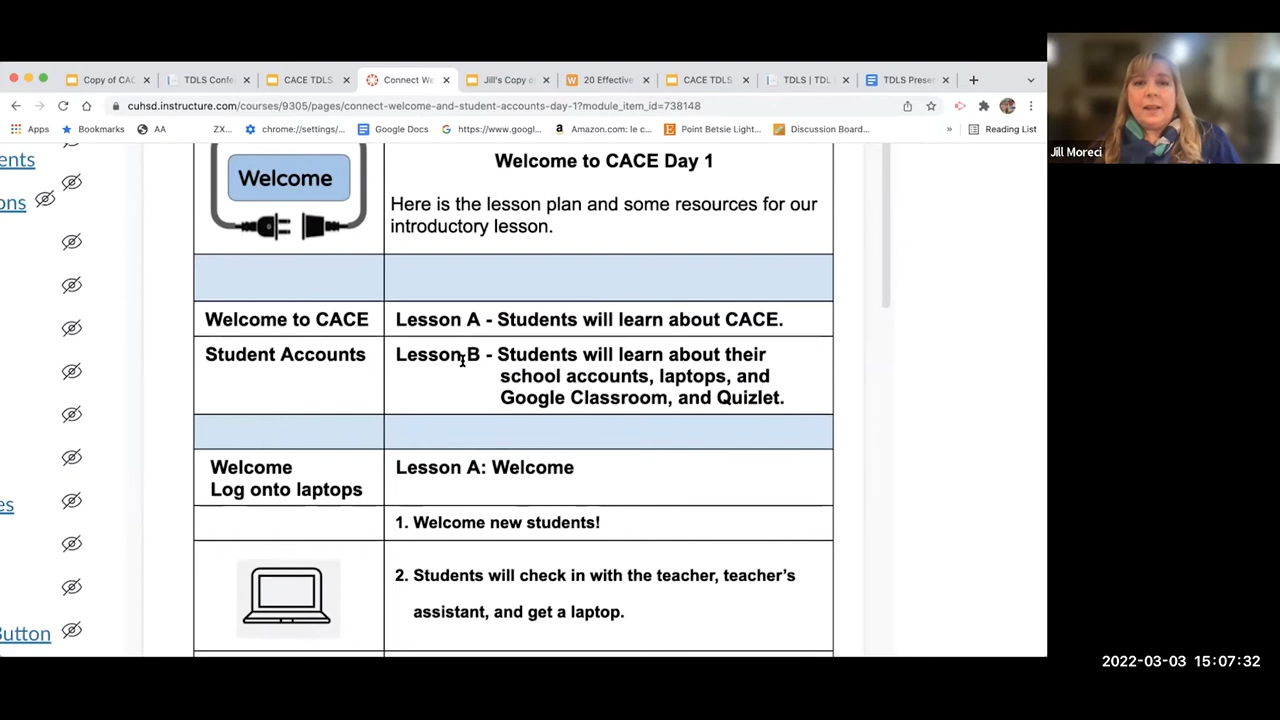 Copy of CAC
TDLS Confe
CACE TDLS
Connect We
Jill's Copy o
20 Effective
CACE TDLS
TDLS | TDL
TDLS Prese
cuhsd.instructure.com/courses/9305/pages/connect-welcome-and-student-accounts-day-1?module_item_id=738148
Apps
Bookmarks
AA
ZX...
chrome://settings/...
Google Docs
https://www.googl...
Amazon.com: le c...
Point Betsie Light...
Discussion Board...
»
Reading List
Jill Moreci
ents
ons
es
Button
Welcome
Welcome to CACE Day 1
Here is the lesson plan and some resources for our
introductory lesson.
Welcome to CACE
Lesson A - Students will learn about CACE.
Student Accounts
Lesson B - Students will learn about their
school accounts, laptops, and
Google Classroom, and Quizlet.
Welcome
Log onto laptops
Lesson A: Welcome
1. Welcome new students!
2. Students will check in with the teacher, teacher's
assistant, and get a laptop.
2022-03-03 15:07:32